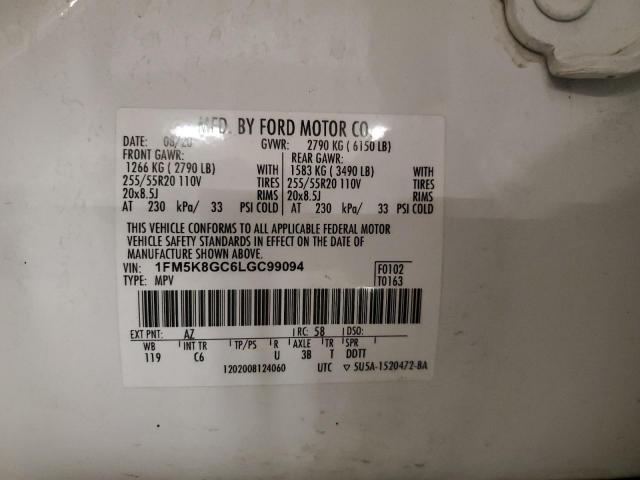 MFD. BY FORD MOTOR CO.
DATE: 08/20 GVWR: 2790 KG ( 6150 LB)
FRONT GAWR: REAR GAWR:
1266 KG ( 2790 LB) WITH 1583 KG ( 3490 LB) WITH
255/55R20 110V TIRES 255/55R20 110V TIRES
20x8.5J RIMS 20x8.5J RIMS
AT 230 kPa/ 33 PSI COLD AT 230 kPa/ 33 PSI COLD
THIS VEHICLE CONFORMS TO ALL APPLICABLE FEDERAL MOTOR
VEHICLE SAFETY STANDARDS IN EFFECT ON THE DATE OF
MANUFACTURE SHOWN ABOVE.
VIN: 1FM5K8GC6LGC99094 F0102
TYPE: MPV T0163
EXT PNT: AZ RC: 58 DSO:
WB INT TR TP/PS R AXLE TR SPR
119 C6 U 3B T DDTT
1202008124060 UTC ▽ 5U5A-1520472-BA